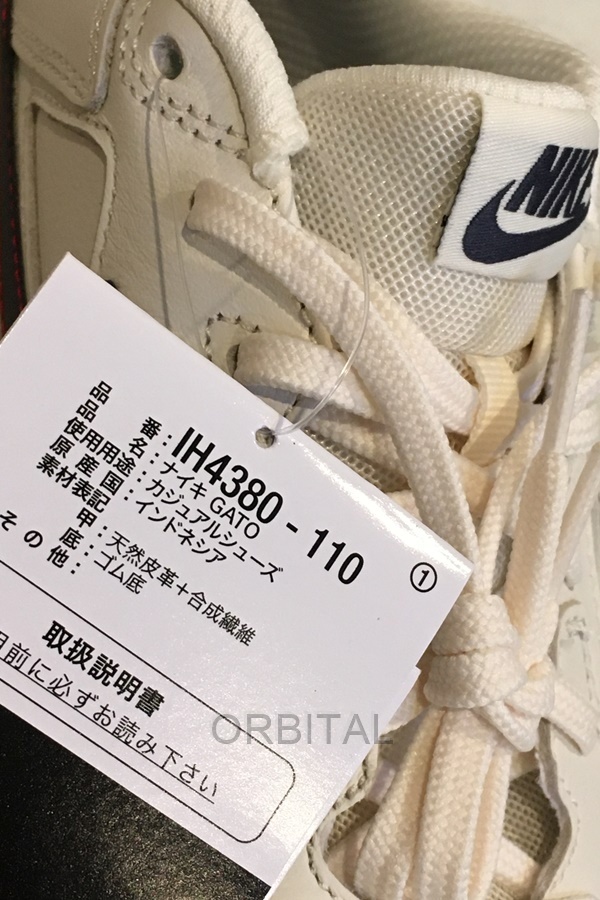 NIKE
品　　番：IH4380 - 110
品　　名：ナイキ GATO
使用用途：カジュアルシューズ
原 産 国：インドネシア
素材表記：
甲：天然皮革＋合成繊維
底：ゴム底
その他：
①
取扱説明書
用前に必ずお読み下さい
ORBITAL